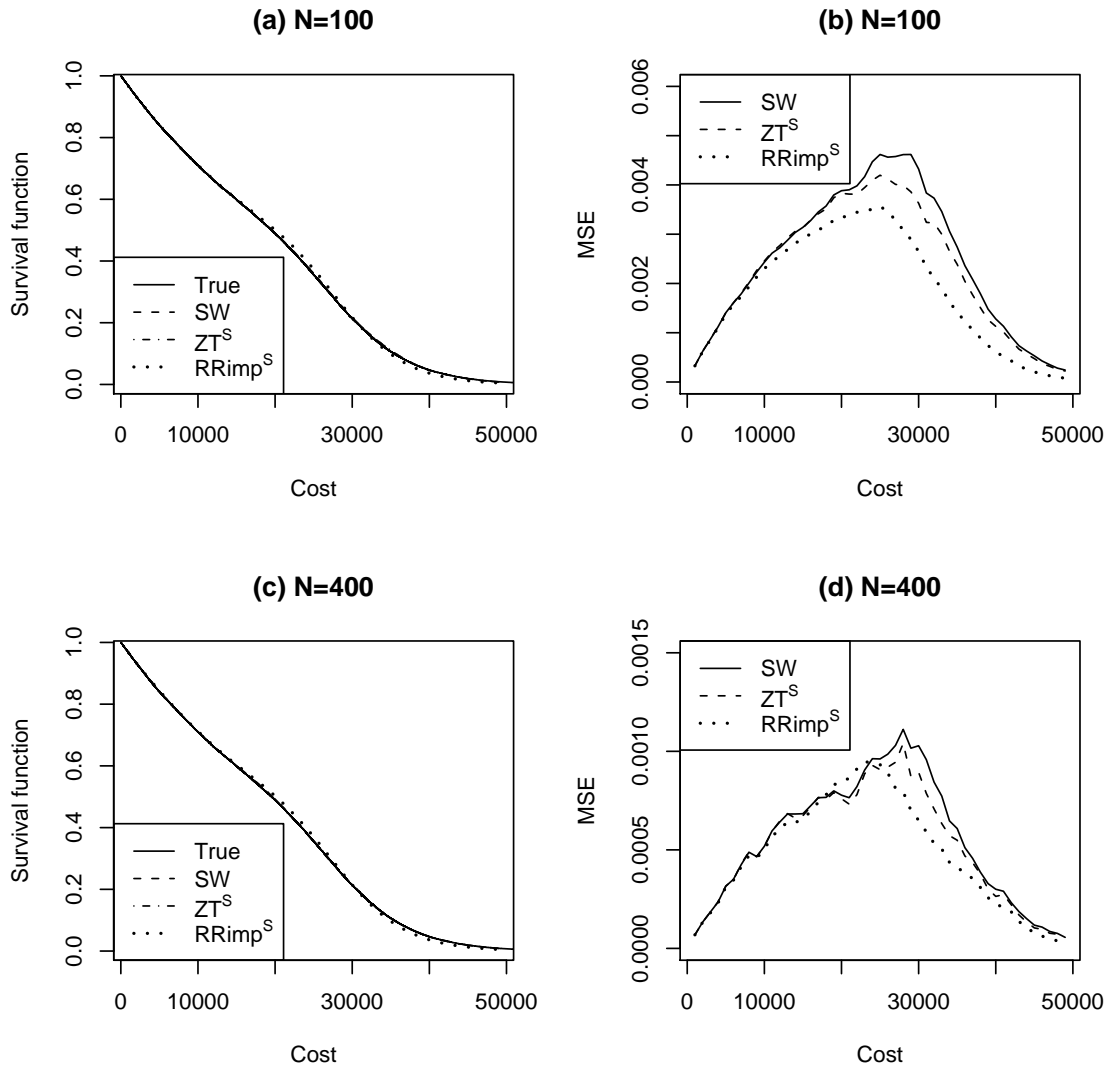 (a) N=100
Survival function
1.0
0.8
0.6
0.4
0.2
0.0
True
SW
ZT^S
RRimp^S
0 10000 30000 50000
Cost
(b) N=100
MSE
0.006
0.004
0.002
0.000
SW
ZT^S
RRimp^S
0 10000 30000 50000
Cost
(c) N=400
Survival function
1.0
0.8
0.6
0.4
0.2
0.0
True
SW
ZT^S
RRimp^S
0 10000 30000 50000
Cost
(d) N=400
MSE
0.0015
0.0010
0.0005
0.0000
SW
ZT^S
RRimp^S
0 10000 30000 50000
Cost